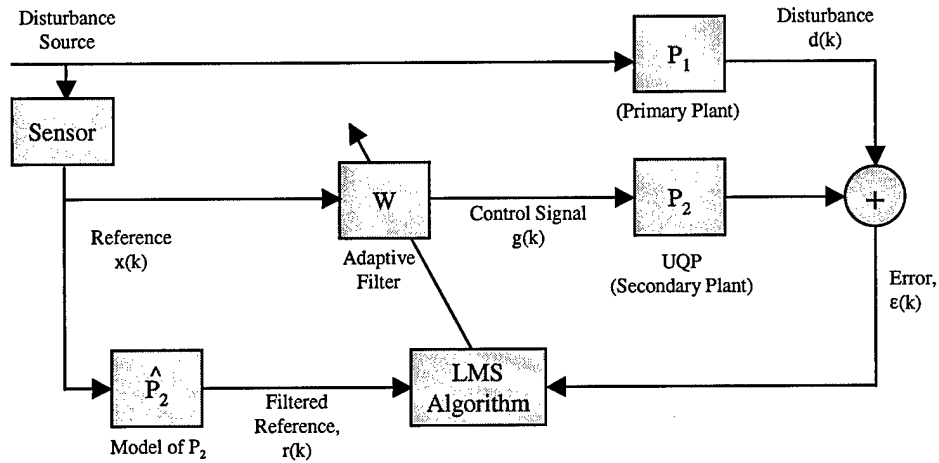 Disturbance
Source
Disturbance
d(k)
P1
(Primary Plant)
Sensor
W
Adaptive
Filter
Control Signal
g(k)
P2
UQP
(Secondary Plant)
+
Reference
x(k)
Error,
ε(k)
^
P2
Model of P2
Filtered
Reference,
r(k)
LMS
Algorithm